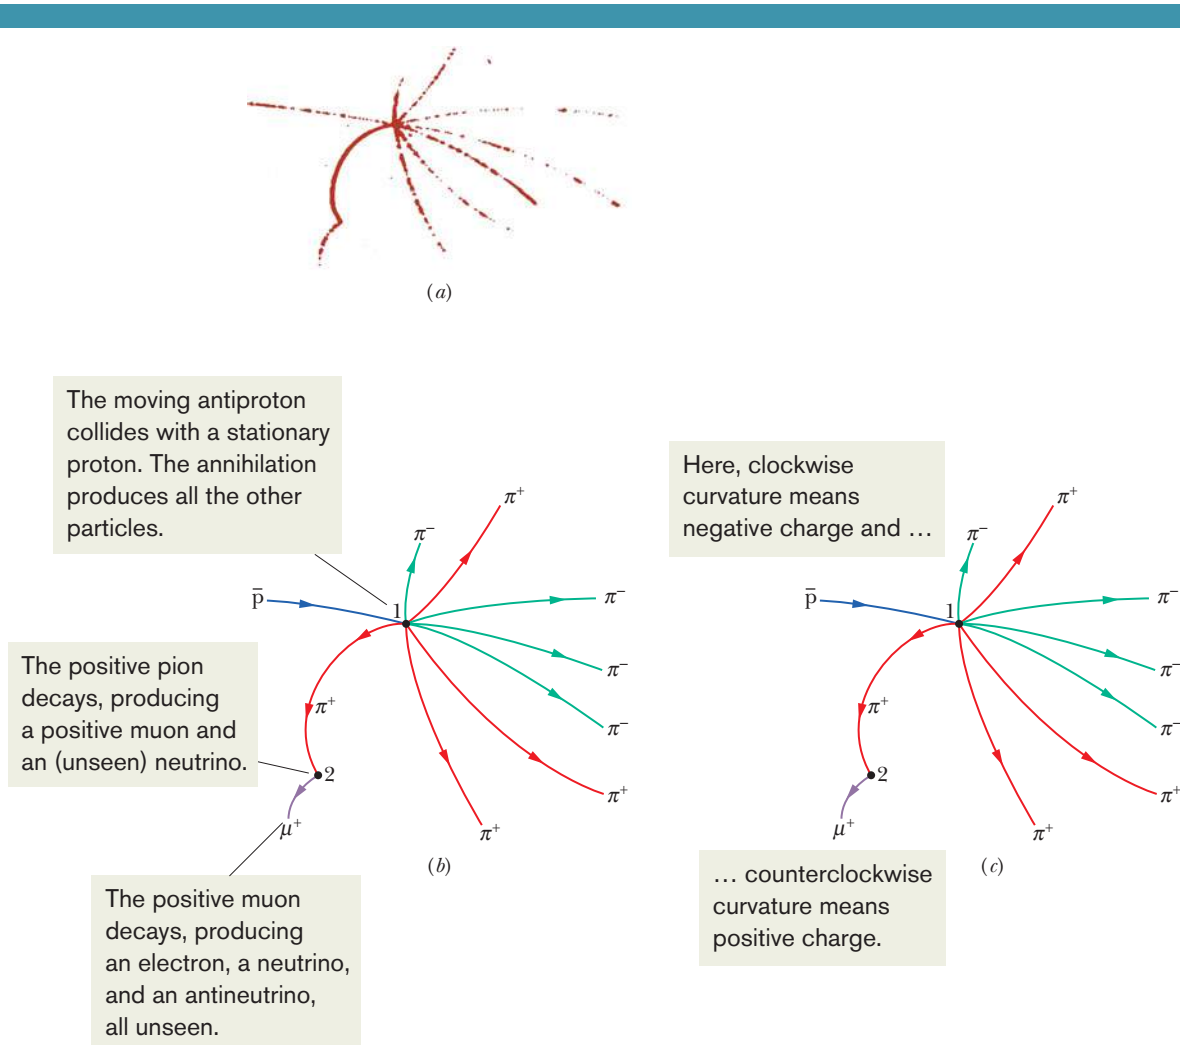 (a)
The moving antiproton
collides with a stationary
proton. The annihilation
produces all the other
particles.
π⁺
π⁻
p̄
1
π⁻
π⁻
π⁻
π⁺
π⁺
π⁺
2
μ⁺
The positive pion
decays, producing
a positive muon and
an (unseen) neutrino.
The positive muon
decays, producing
an electron, a neutrino,
and an antineutrino,
all unseen.
(b)
Here, clockwise
curvature means
negative charge and …
π⁺
π⁻
p̄
1
π⁻
π⁻
π⁻
π⁺
π⁺
π⁺
2
μ⁺
(c)
… counterclockwise
curvature means
positive charge.